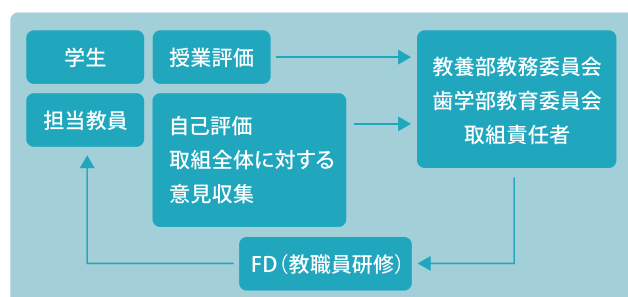 学生
授業評価
担当教員
自己評価
取組全体に対する
意見収集
教養部教務委員会
歯学部教育委員会
取組責任者
FD（教職員研修）